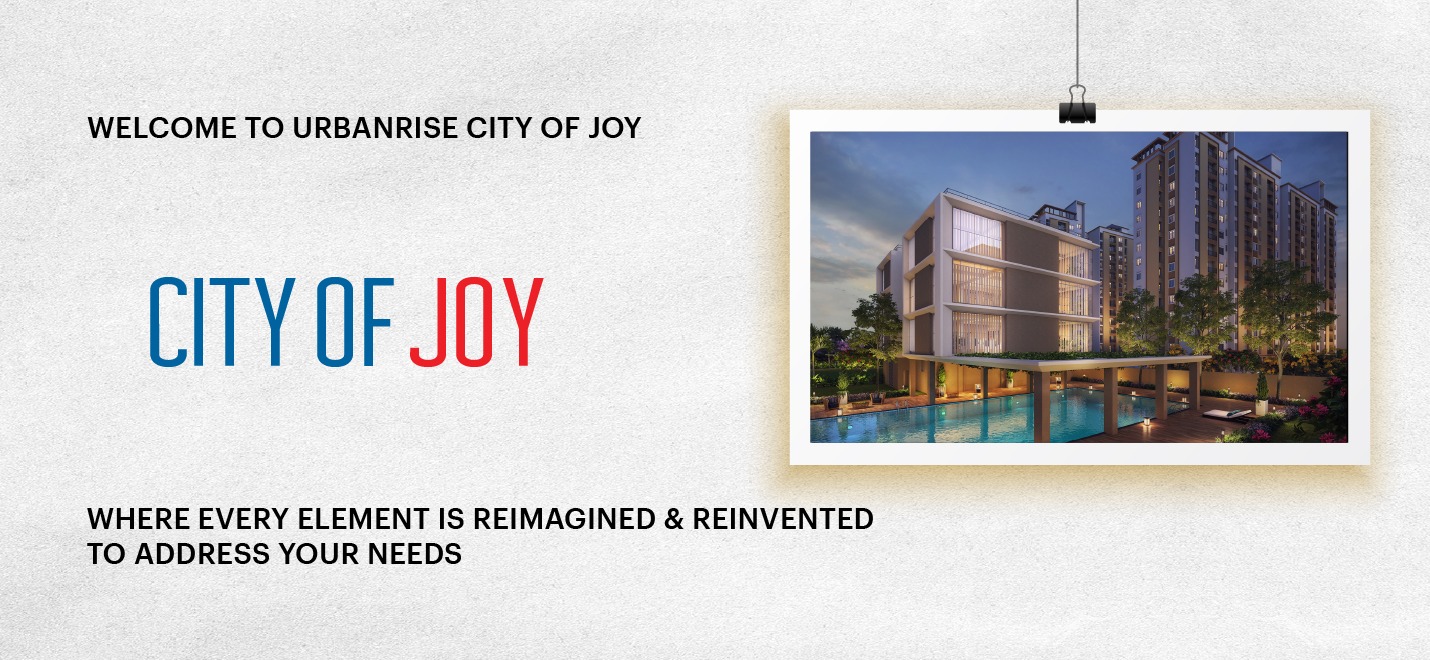 WELCOME TO URBANRISE CITY OF JOY
CITY OF JOY
WHERE EVERY ELEMENT IS REIMAGINED & REINVENTED
TO ADDRESS YOUR NEEDS